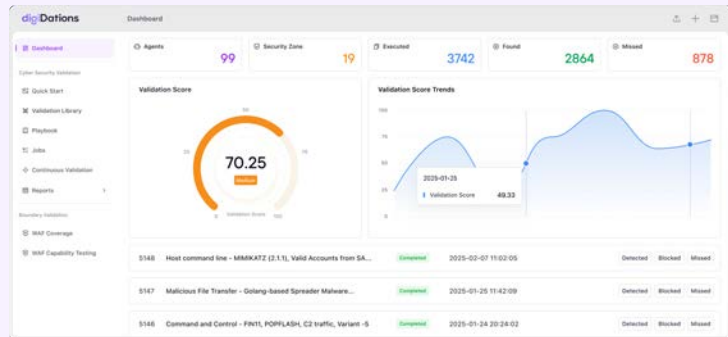 digiDations
Dashboard
Dashboard
Cyber Security Validation
Quick Start
Validation Library
Playbook
Jobs
Continuous Validation
Reports
Boundary Validation
WAF Coverage
WAF Capability Testing
Agents
99
Security Zone
19
Executed
3742
Found
2864
Missed
878
Validation Score
50
25
75
70.25
Medium
0 Validation Score 100
Validation Score Trends
100
75
50
25
0
2025-01-25
Validation Score 49.33
5148 Host command line - MIMIKATZ (2.1.1), Valid Accounts from SA... Completed 2025-02-07 11:02:05 Detected Blocked Missed
5147 Malicious File Transfer - Golang-based Spreader Malware... Completed 2025-01-25 11:42:09 Detected Blocked Missed
5146 Command and Control - FIN11, POPFLASH, C2 traffic, Variant -5 Completed 2025-01-24 20:24:02 Detected Blocked Missed